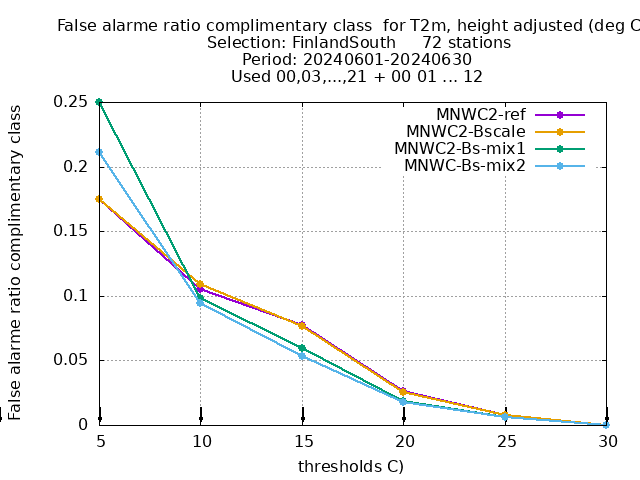 False alarme ratio complimentary class  for T2m, height adjusted (deg C
Selection: FinlandSouth     72 stations
Period: 20240601-20240630
Used 00,03,...,21 + 00 01 ... 12
MNWC2-ref
MNWC2-Bscale
MNWC2-Bs-mix1
MNWC-Bs-mix2
False alarme ratio complimentary class
0.25
0.2
0.15
0.1
0.05
0
5 10 15 20 25 30
thresholds C)